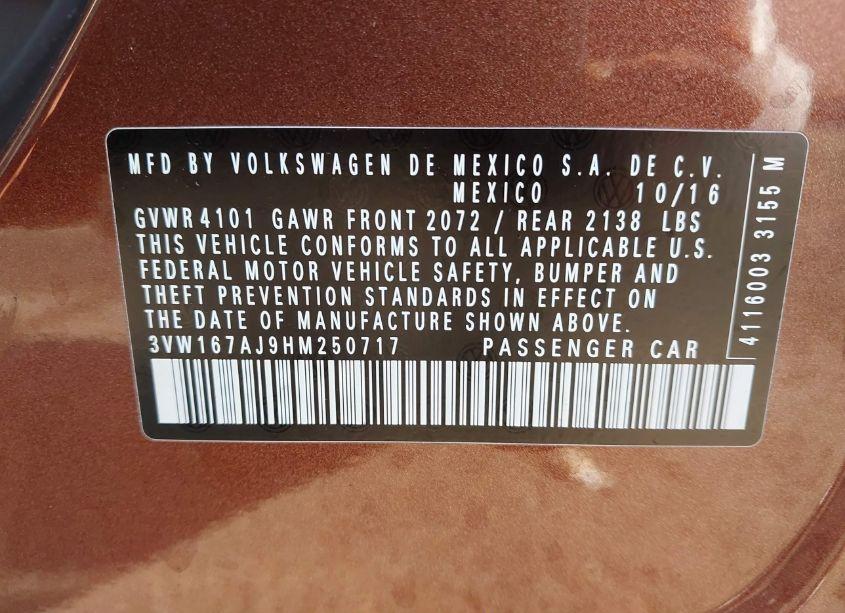 MFD BY VOLKSWAGEN DE MEXICO S.A. DE C.V.
MEXICO 10/16
GVWR 4101 GAWR FRONT 2072 / REAR 2138 LBS
THIS VEHICLE CONFORMS TO ALL APPLICABLE U.S.
FEDERAL MOTOR VEHICLE SAFETY, BUMPER AND
THEFT PREVENTION STANDARDS IN EFFECT ON
THE DATE OF MANUFACTURE SHOWN ABOVE.
3VW167AJ9HM250717 PASSENGER CAR
4116003 3155 M